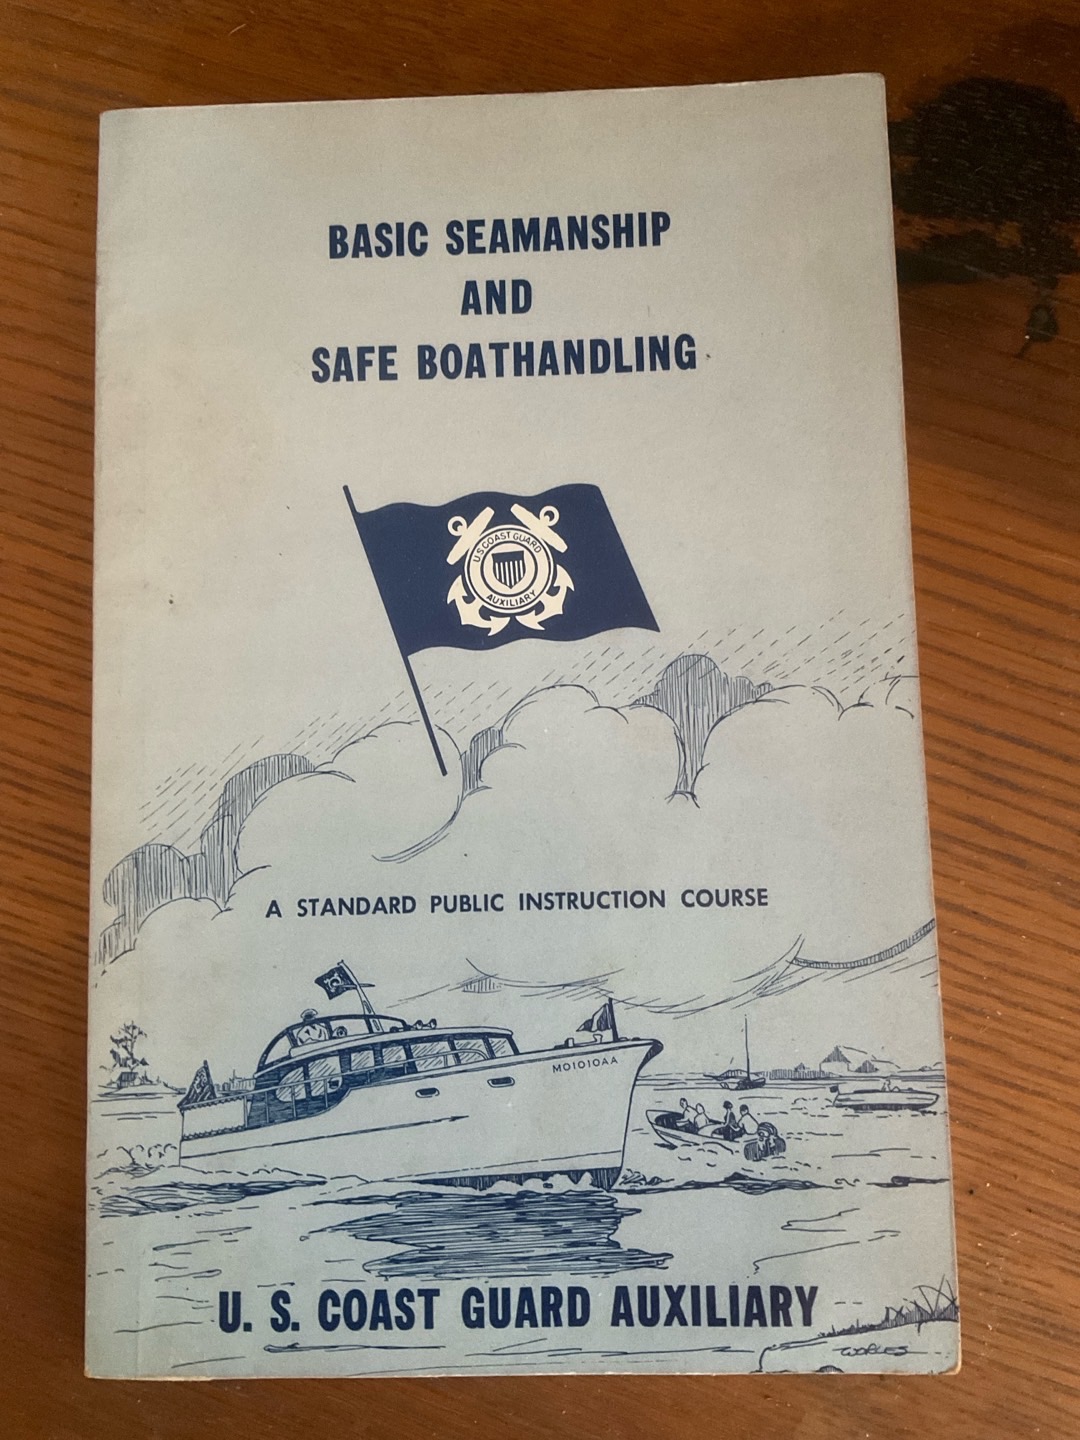 BASIC SEAMANSHIP
AND
SAFE BOATHANDLING
U.S. COAST GUARD
AUXILIARY
A STANDARD PUBLIC INSTRUCTION COURSE
MO1010AA
U. S. COAST GUARD AUXILIARY